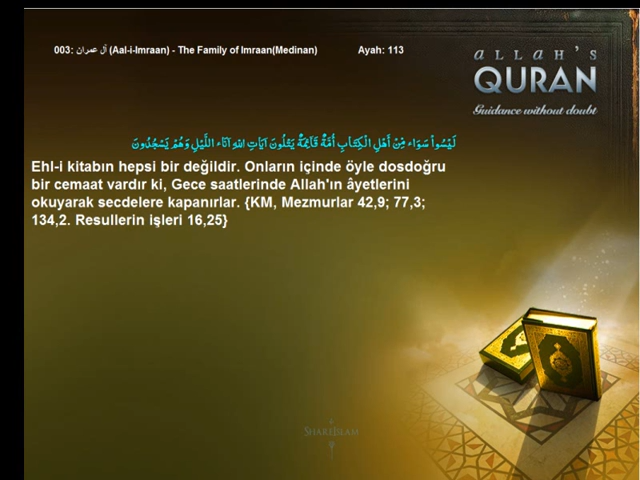 003: أل عمران (Aal-i-Imraan) - The Family of Imraan(Medinan) Ayah: 113
ALLAH'S
QURAN
Guidance without doubt
لَيْسُواْ سَوَاء مِّنْ أَهْلِ الْكِتَابِ أُمَّةٌ قَآئِمَةٌ يَتْلُونَ آيَاتِ اللّهِ آنَاء اللَّيْلِ وَهُمْ يَسْجُدُونَ
Ehl-i kitabın hepsi bir değildir. Onların içinde öyle dosdoğru
bir cemaat vardır ki, Gece saatlerinde Allah'ın âyetlerini
okuyarak secdelere kapanırlar. {KM, Mezmurlar 42,9; 77,3;
134,2. Resullerin işleri 16,25}
SHAREISLAM